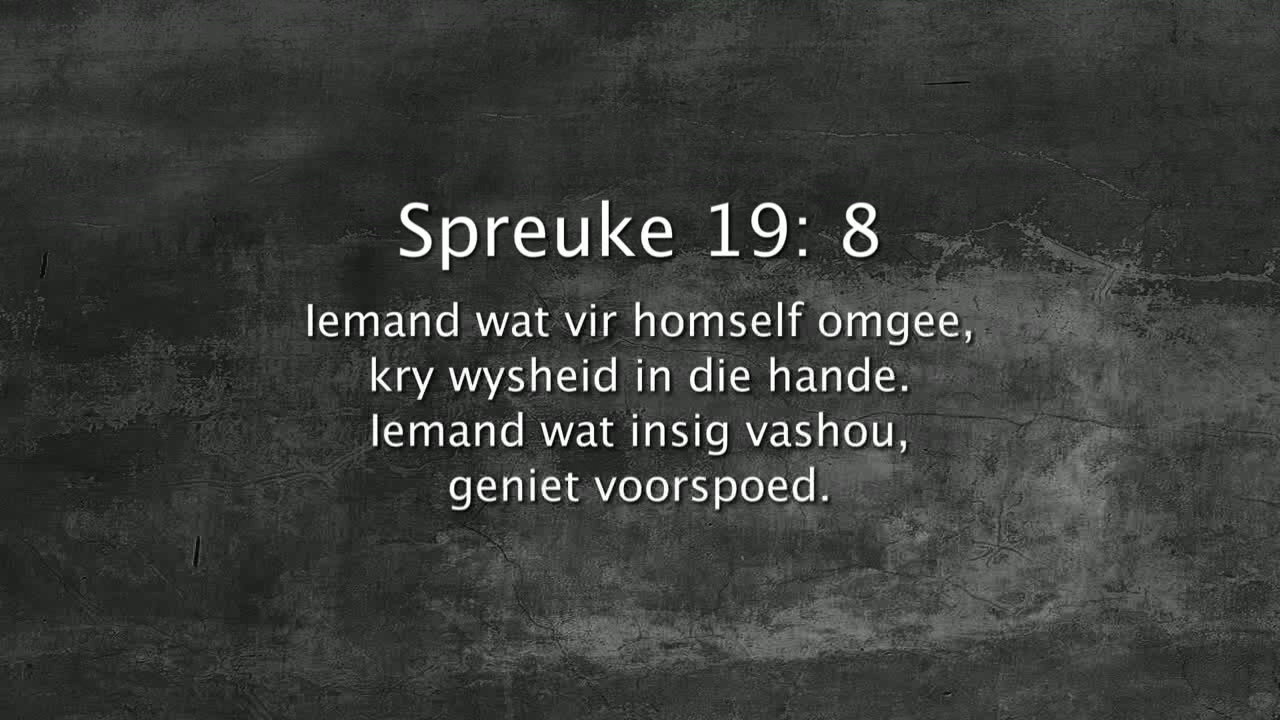 Spreuke 19: 8
Iemand wat vir homself omgee,
kry wysheid in die hande.
Iemand wat insig vashou,
geniet voorspoed.